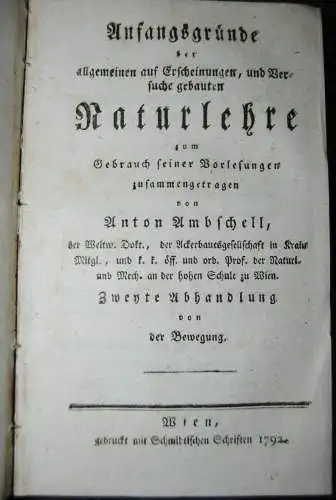 Anfangsgründe
der
allgemeinen auf Erscheinungen, und Ver-
suche gebauten
Naturlehre
zum
Gebrauch seiner Vorlesungen
zusammengetragen
von
Anton Ambschell,
der Weltw. Dokt., der Ackerbauesgesellschaft in Krain
Mitgl., und k. k. öff. und ord. Prof. der Naturl.
und Mech. an der hohen Schule zu Wien.
Zweyte Abhandlung
von
der Bewegung.
Wien,
gedruckt mit Schmidtischen Schriften 1792.